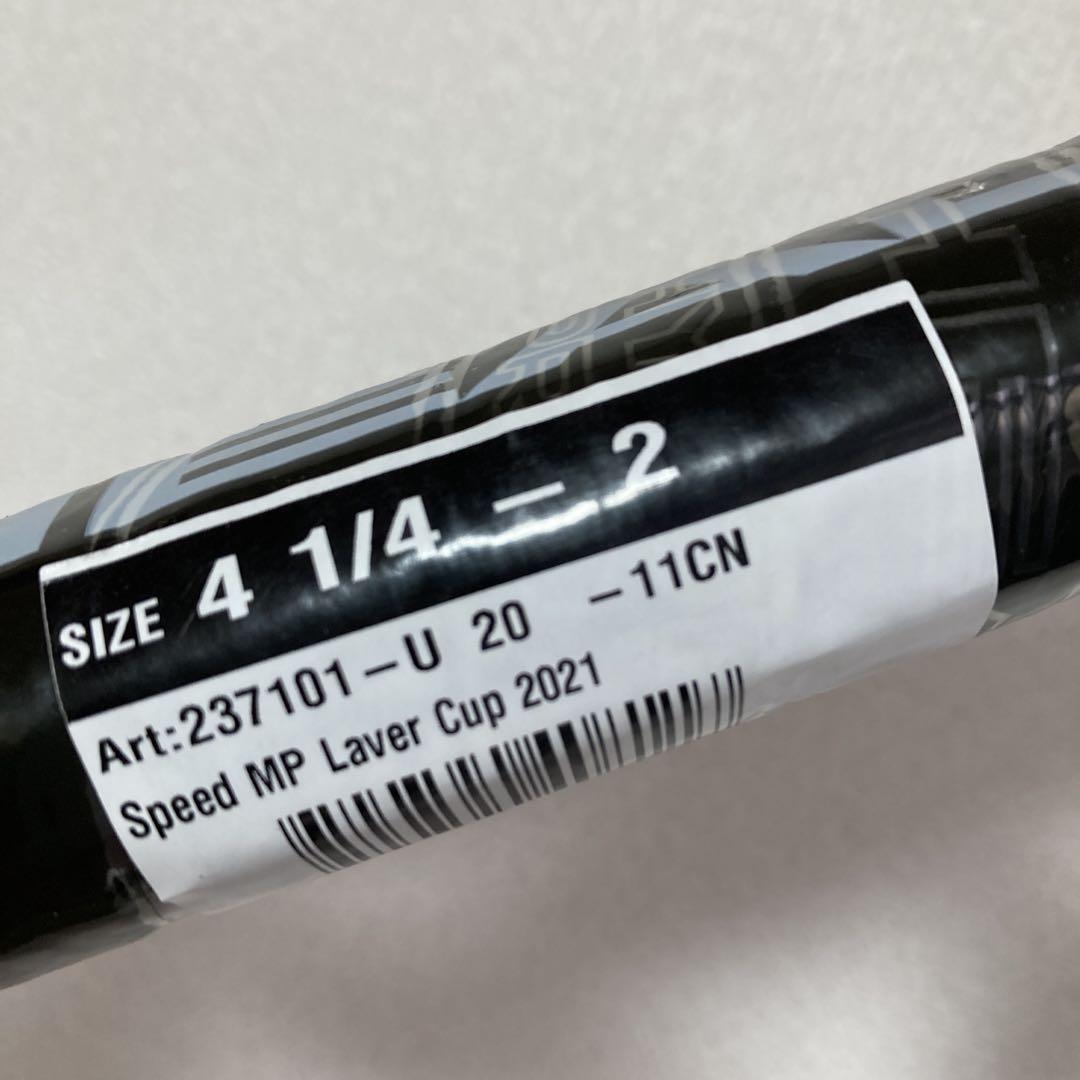 SIZE 4 1/4 – 2
Art:237101–U 20 –11CN
Speed MP Laver Cup 2021